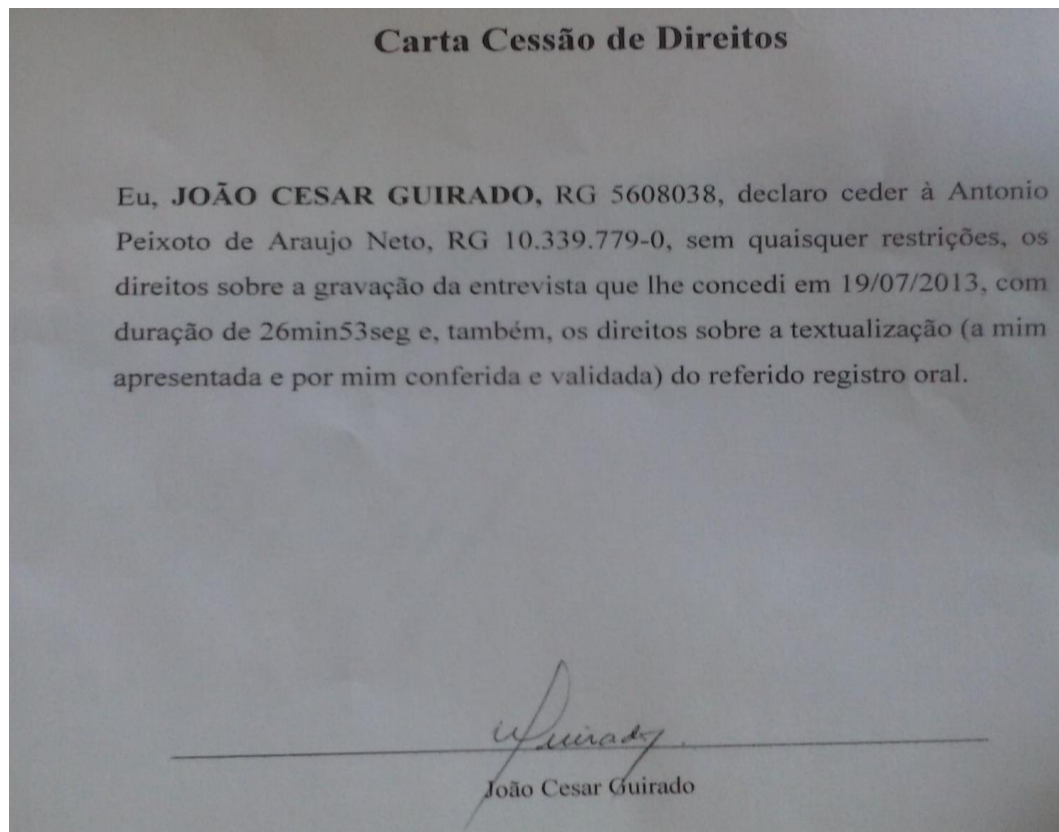 Carta Cessão de Direitos
Eu, JOÃO CESAR GUIRADO, RG 5608038, declaro ceder à Antonio
Peixoto de Araujo Neto, RG 10.339.779-0, sem quaisquer restrições, os
direitos sobre a gravação da entrevista que lhe concedi em 19/07/2013, com
duração de 26min53seg e, também, os direitos sobre a textualização (a mim
apresentada e por mim conferida e validada) do referido registro oral.
João Cesar Guirado